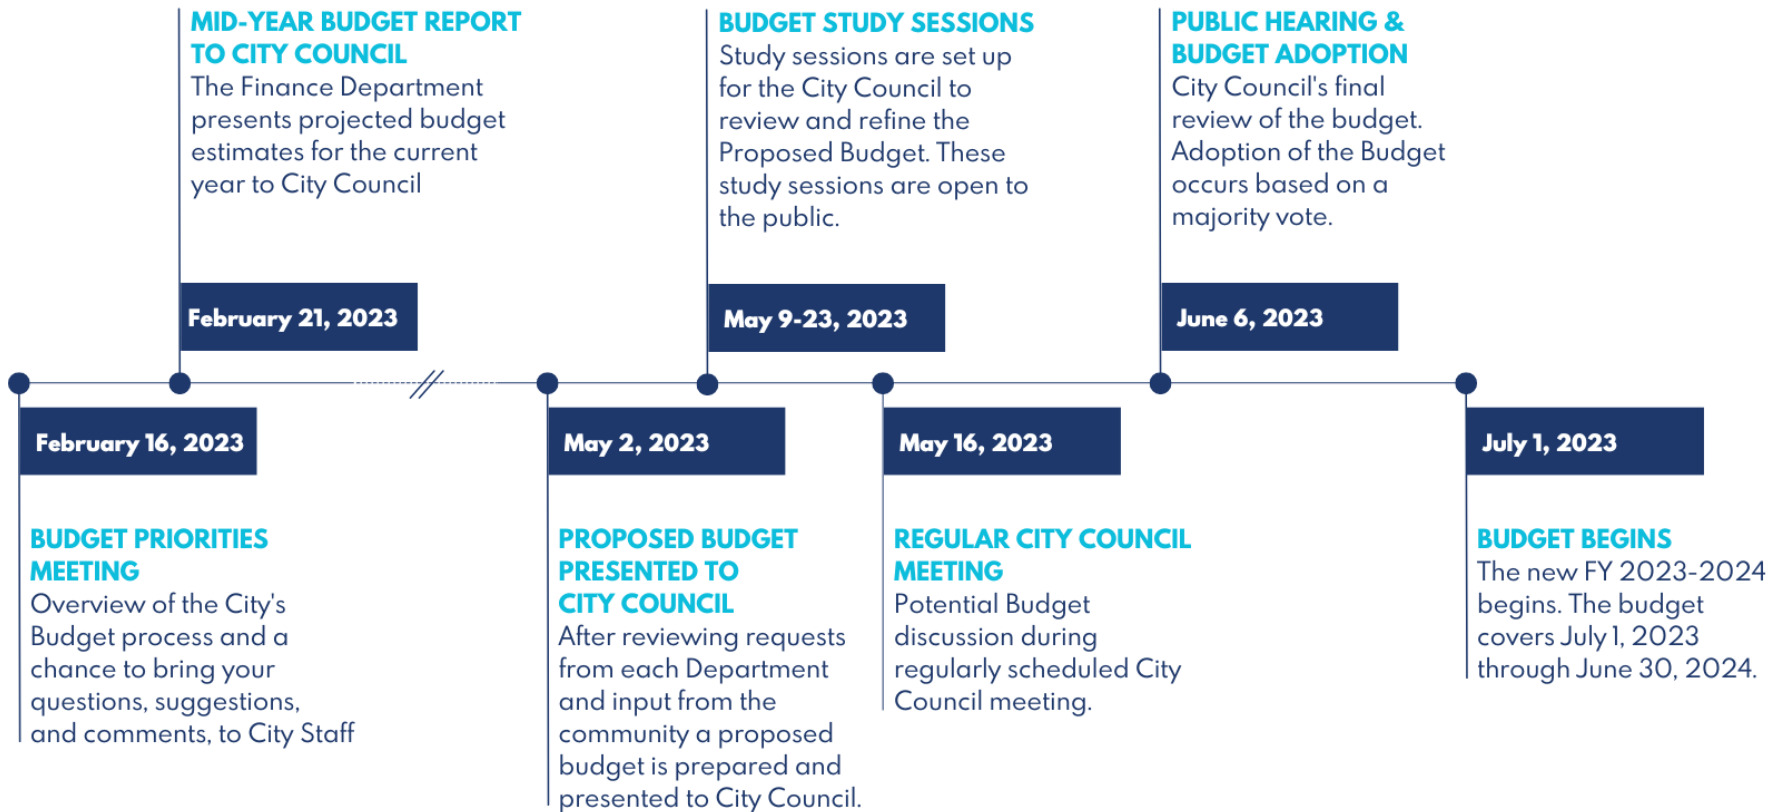 MID-YEAR BUDGET REPORT
TO CITY COUNCIL
The Finance Department
presents projected budget
estimates for the current
year to City Council
February 21, 2023
BUDGET STUDY SESSIONS
Study sessions are set up
for the City Council to
review and refine the
Proposed Budget. These
study sessions are open to
the public.
May 9-23, 2023
PUBLIC HEARING &
BUDGET ADOPTION
City Council's final
review of the budget.
Adoption of the Budget
occurs based on a
majority vote.
June 6, 2023
February 16, 2023
BUDGET PRIORITIES
MEETING
Overview of the City's
Budget process and a
chance to bring your
questions, suggestions,
and comments, to City Staff
May 2, 2023
PROPOSED BUDGET
PRESENTED TO
CITY COUNCIL
After reviewing requests
from each Department
and input from the
community a proposed
budget is prepared and
presented to City Council.
May 16, 2023
REGULAR CITY COUNCIL
MEETING
Potential Budget
discussion during
regularly scheduled City
Council meeting.
July 1, 2023
BUDGET BEGINS
The new FY 2023-2024
begins. The budget
covers July 1, 2023
through June 30, 2024.